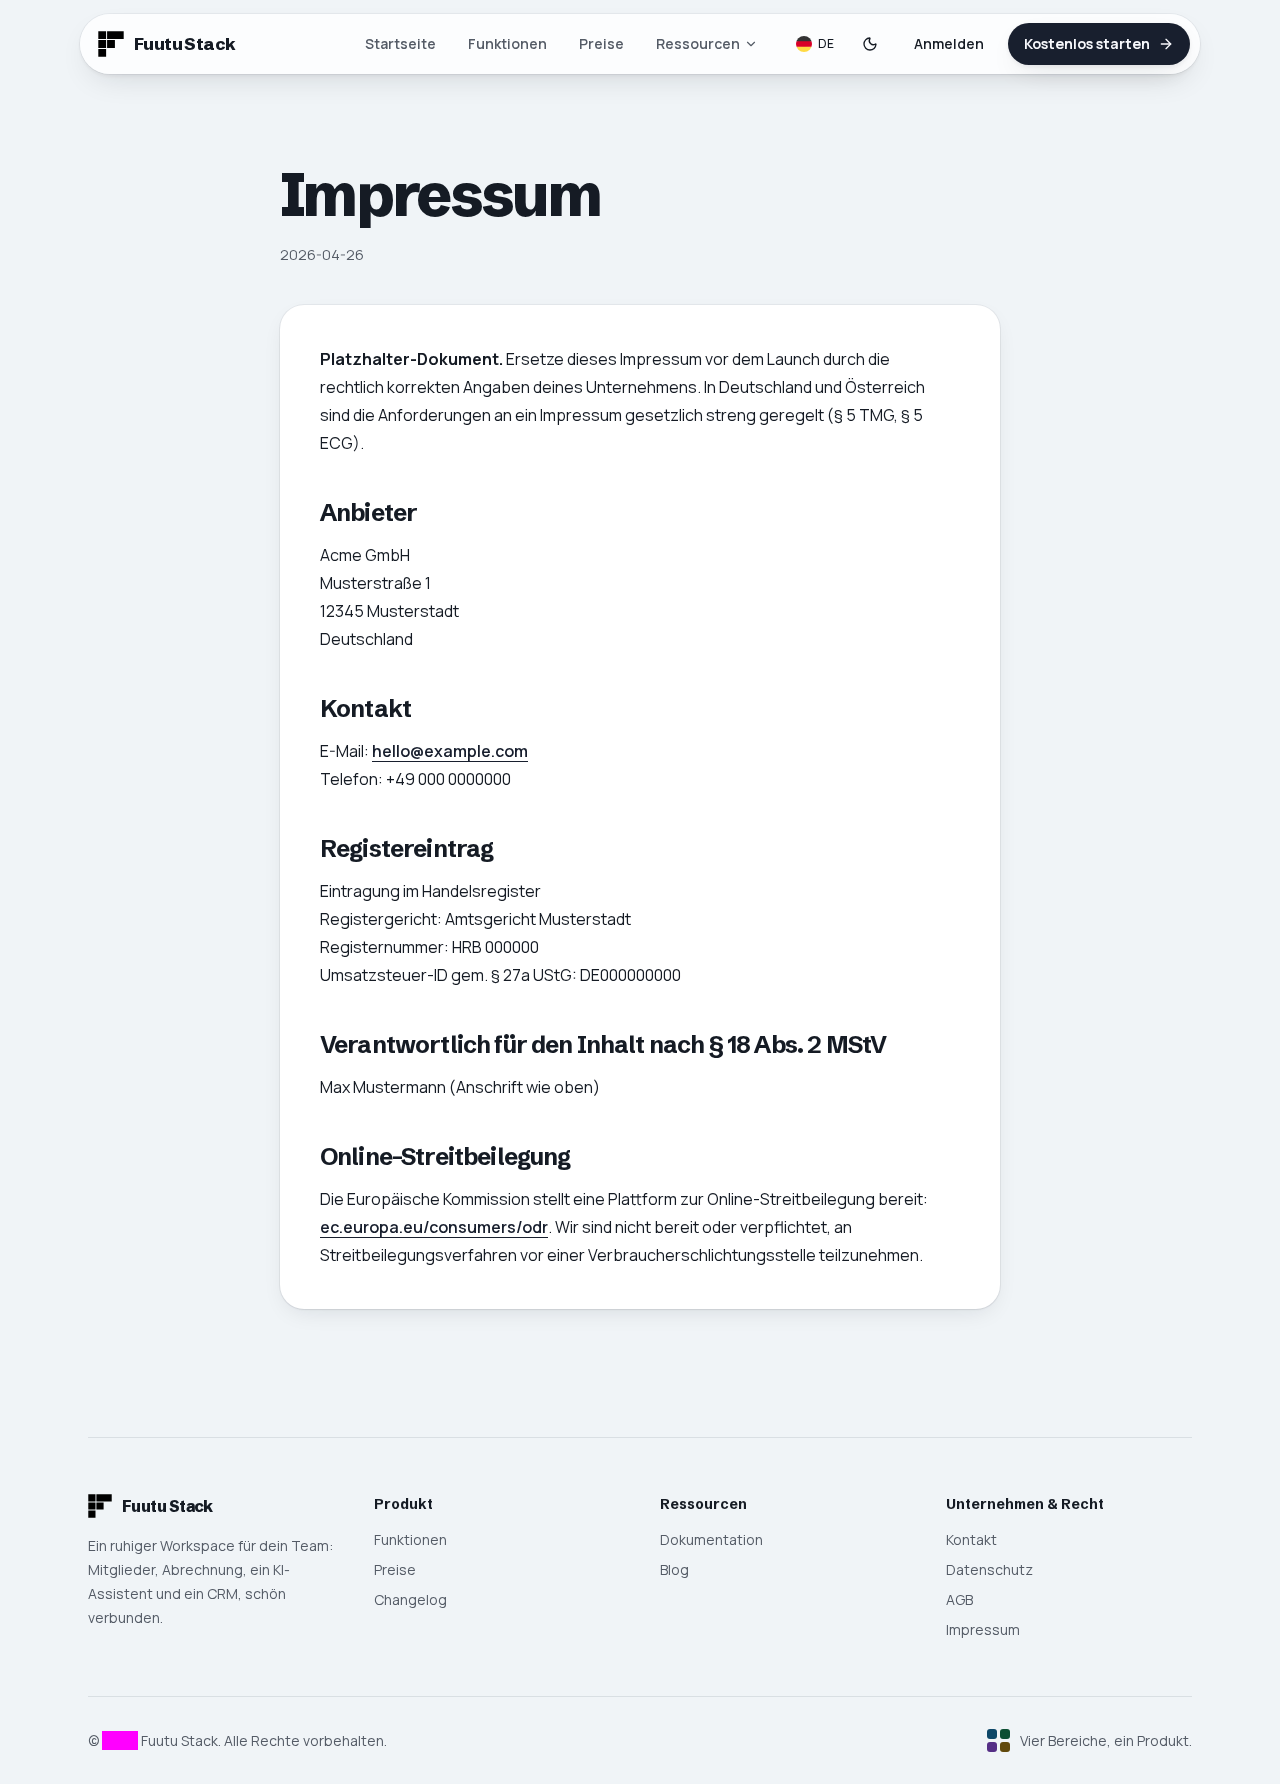 Fuutu Stack
Startseite
Funktionen
Preise
Ressourcen
DE
Anmelden
Kostenlos starten
Impressum
2026-04-26
Platzhalter-Dokument. Ersetze dieses Impressum vor dem Launch durch die
rechtlich korrekten Angaben deines Unternehmens. In Deutschland und Österreich
sind die Anforderungen an ein Impressum gesetzlich streng geregelt (§ 5 TMG, § 5
ECG).
Anbieter
Acme GmbH
Musterstraße 1
12345 Musterstadt
Deutschland
Kontakt
E-Mail: hello@example.com
Telefon: +49 000 0000000
Registereintrag
Eintragung im Handelsregister
Registergericht: Amtsgericht Musterstadt
Registernummer: HRB 000000
Umsatzsteuer-ID gem. § 27a UStG: DE000000000
Verantwortlich für den Inhalt nach § 18 Abs. 2 MStV
Max Mustermann (Anschrift wie oben)
Online-Streitbeilegung
Die Europäische Kommission stellt eine Plattform zur Online-Streitbeilegung bereit:
ec.europa.eu/consumers/odr. Wir sind nicht bereit oder verpflichtet, an
Streitbeilegungsverfahren vor einer Verbraucherschlichtungsstelle teilzunehmen.
Fuutu Stack
Ein ruhiger Workspace für dein Team:
Mitglieder, Abrechnung, ein KI-
Assistent und ein CRM, schön
verbunden.
Produkt
Funktionen
Preise
Changelog
Ressourcen
Dokumentation
Blog
Unternehmen & Recht
Kontakt
Datenschutz
AGB
Impressum
© Fuutu Stack. Alle Rechte vorbehalten.
Vier Bereiche, ein Produkt.